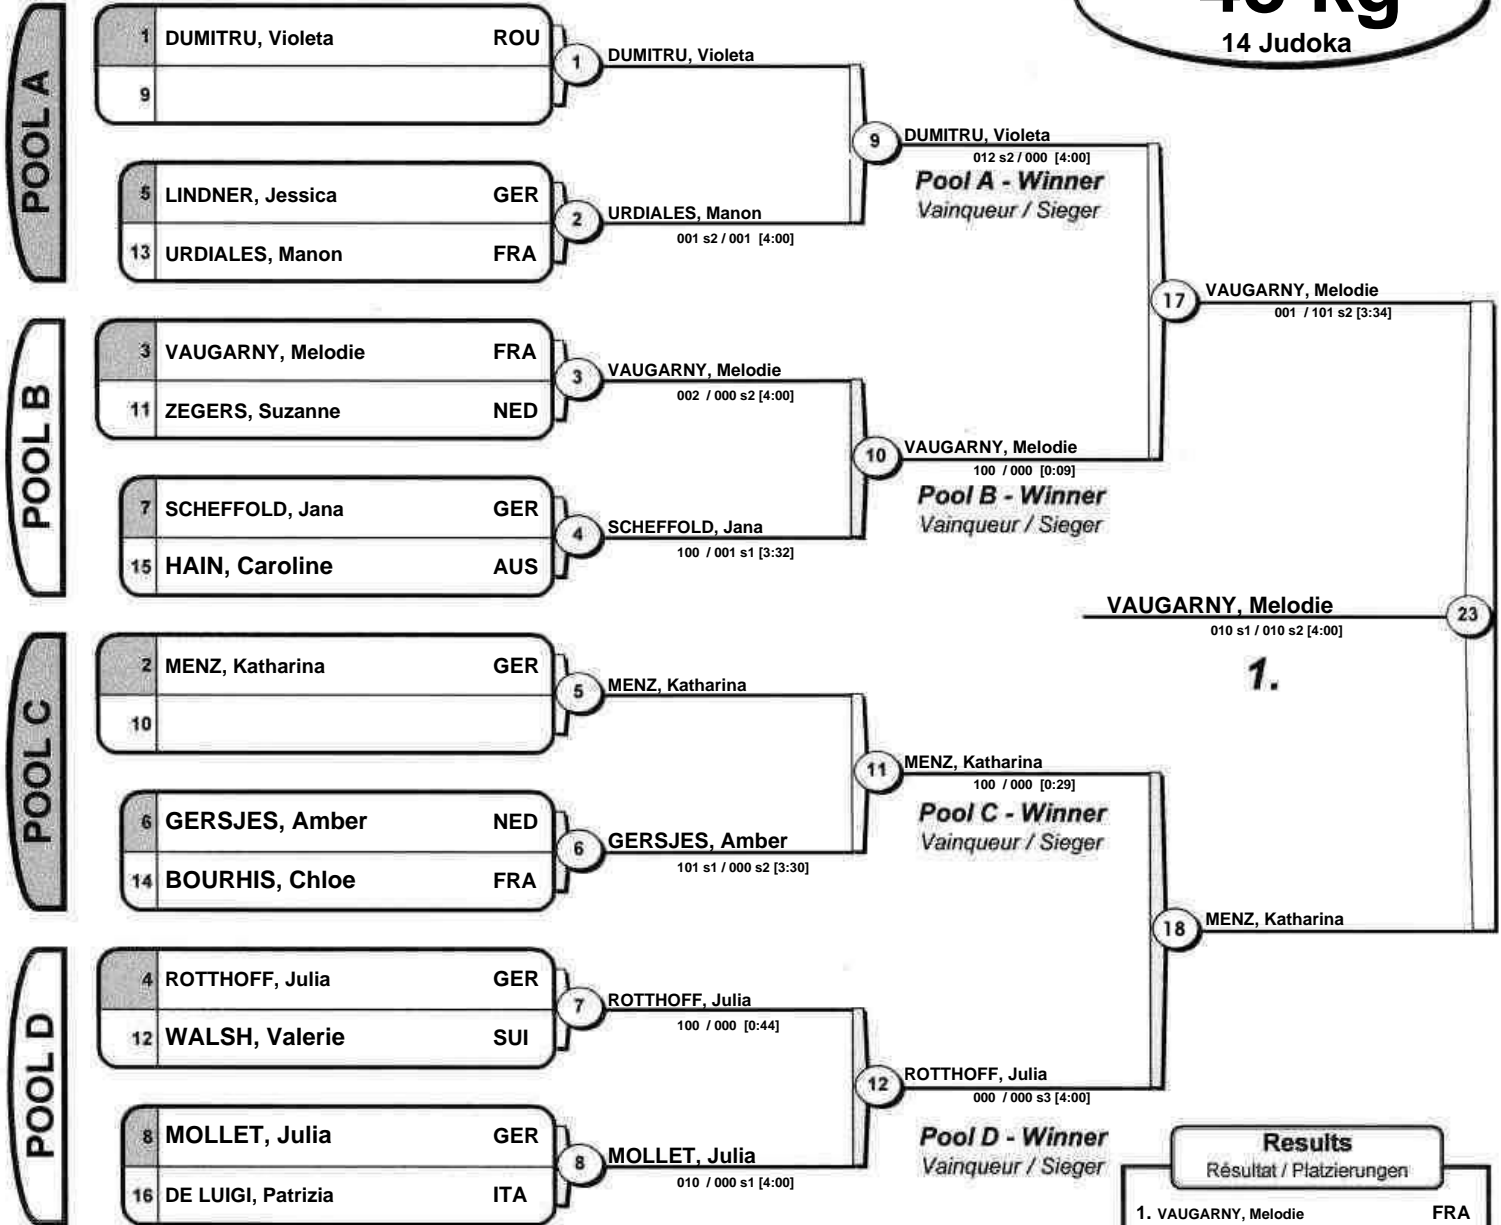 14 Judoka
POOL A
1 DUMITRU, Violeta ROU
9
5 LINDNER, Jessica GER
13 URDIALES, Manon FRA
1
DUMITRU, Violeta
2
URDIALES, Manon
001 s2 / 001 [4:00]
9
DUMITRU, Violeta
012 s2 / 000 [4:00]
Pool A - Winner
Vainqueur / Sieger
POOL B
3 VAUGARNY, Melodie FRA
11 ZEGERS, Suzanne NED
7 SCHEFFOLD, Jana GER
15 HAIN, Caroline AUS
3
VAUGARNY, Melodie
002 / 000 s2 [4:00]
4
SCHEFFOLD, Jana
100 / 001 s1 [3:32]
10
VAUGARNY, Melodie
100 / 000 [0:09]
Pool B - Winner
Vainqueur / Sieger
17
VAUGARNY, Melodie
001 / 101 s2 [3:34]
POOL C
2 MENZ, Katharina GER
10
6 GERSJES, Amber NED
14 BOURHIS, Chloe FRA
5
MENZ, Katharina
6
GERSJES, Amber
101 s1 / 000 s2 [3:30]
11
MENZ, Katharina
100 / 000 [0:29]
Pool C - Winner
Vainqueur / Sieger
POOL D
4 ROTTHOFF, Julia GER
12 WALSH, Valerie SUI
8 MOLLET, Julia GER
16 DE LUIGI, Patrizia ITA
7
ROTTHOFF, Julia
100 / 000 [0:44]
8
MOLLET, Julia
010 / 000 s1 [4:00]
12
ROTTHOFF, Julia
000 / 000 s3 [4:00]
Pool D - Winner
Vainqueur / Sieger
18
MENZ, Katharina
23
VAUGARNY, Melodie
010 s1 / 010 s2 [4:00]
1.
Results
Résultat / Platzierungen
1. VAUGARNY, Melodie FRA